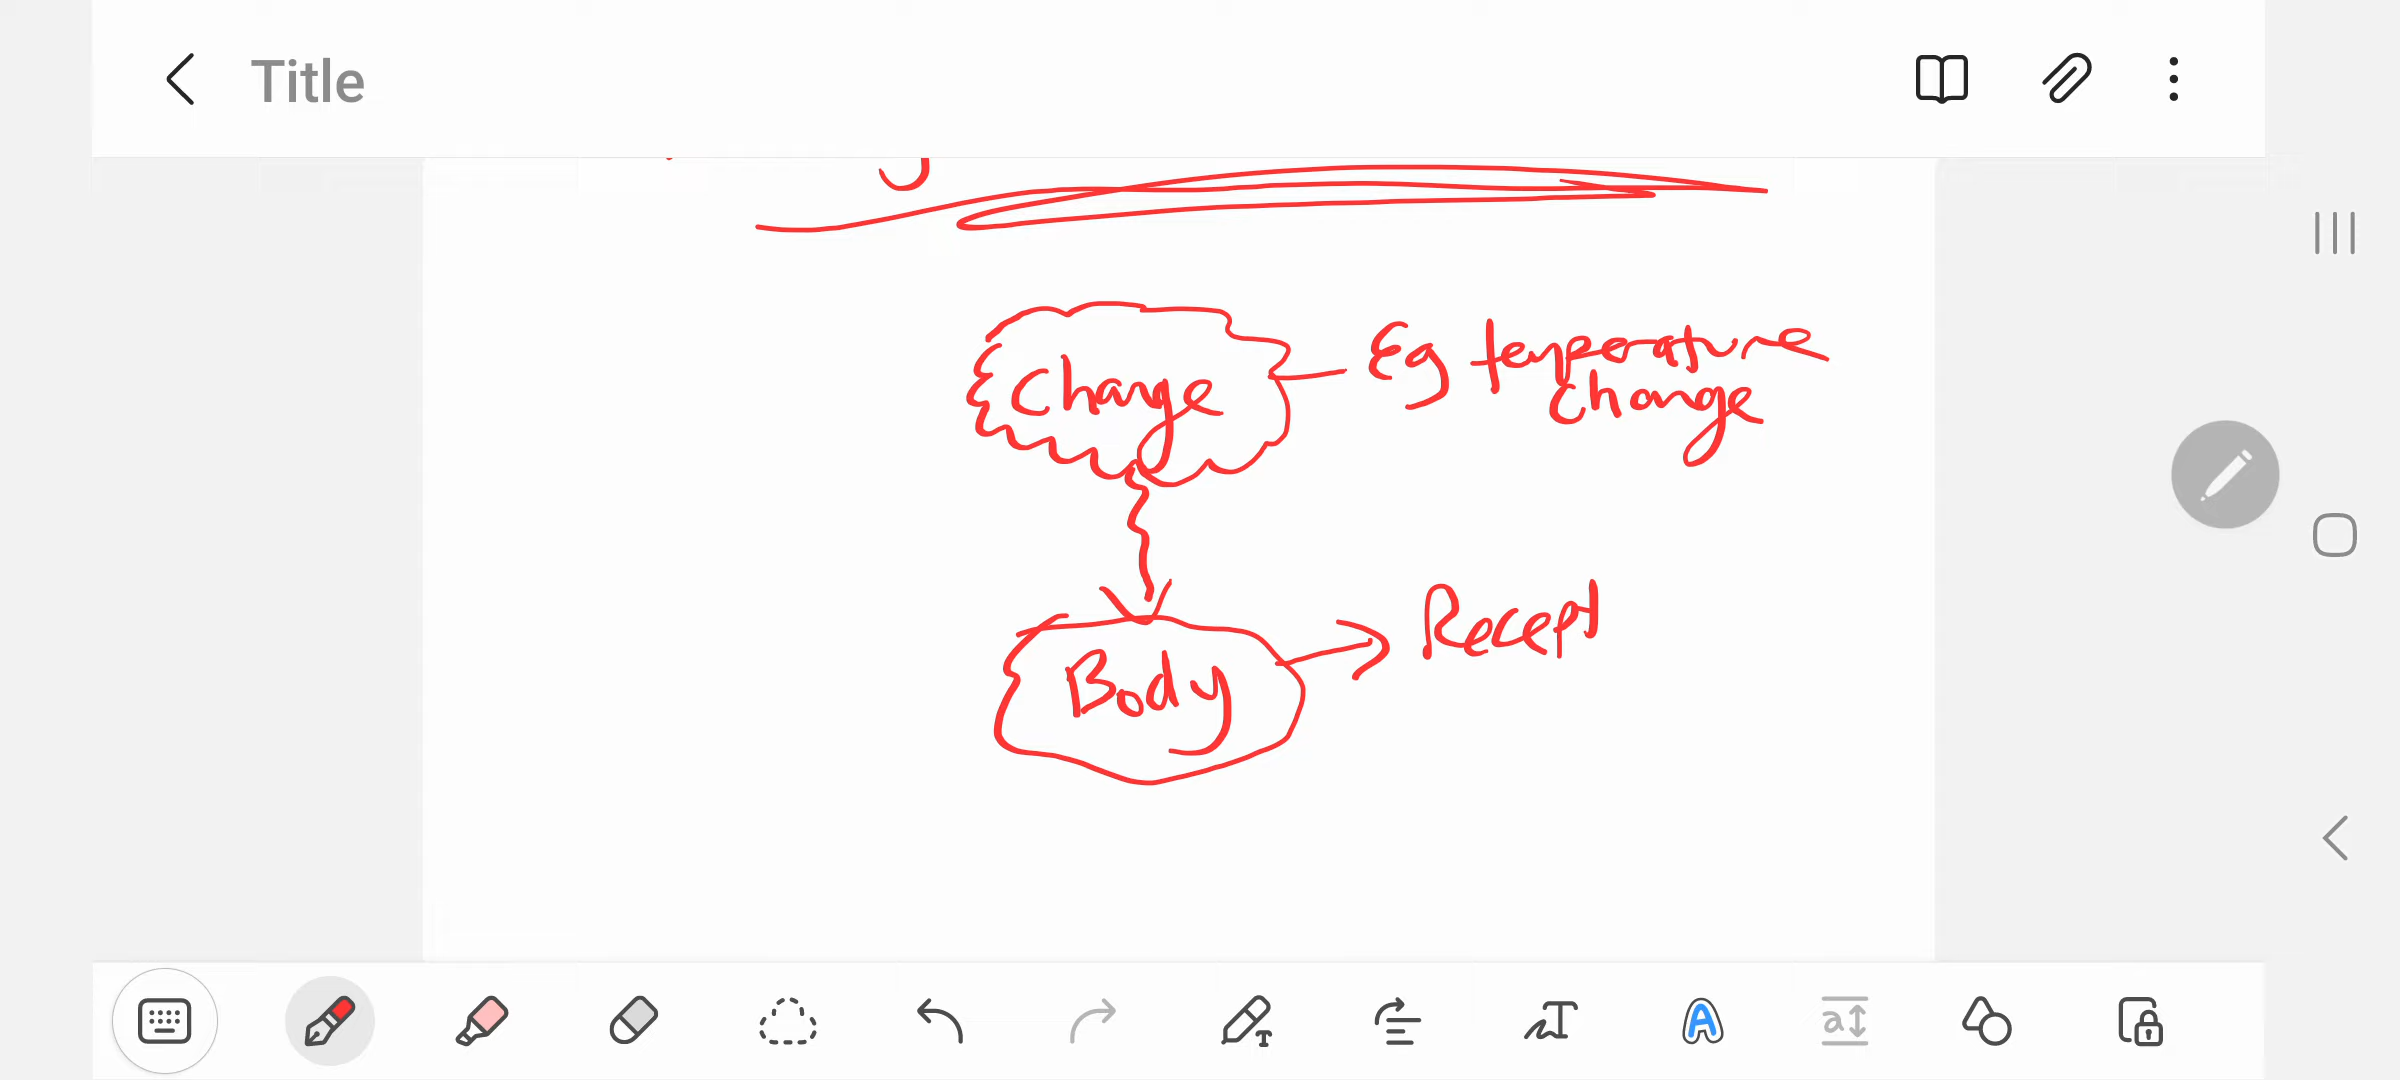 Title
Change
Eg temperature
change
Body
Recept